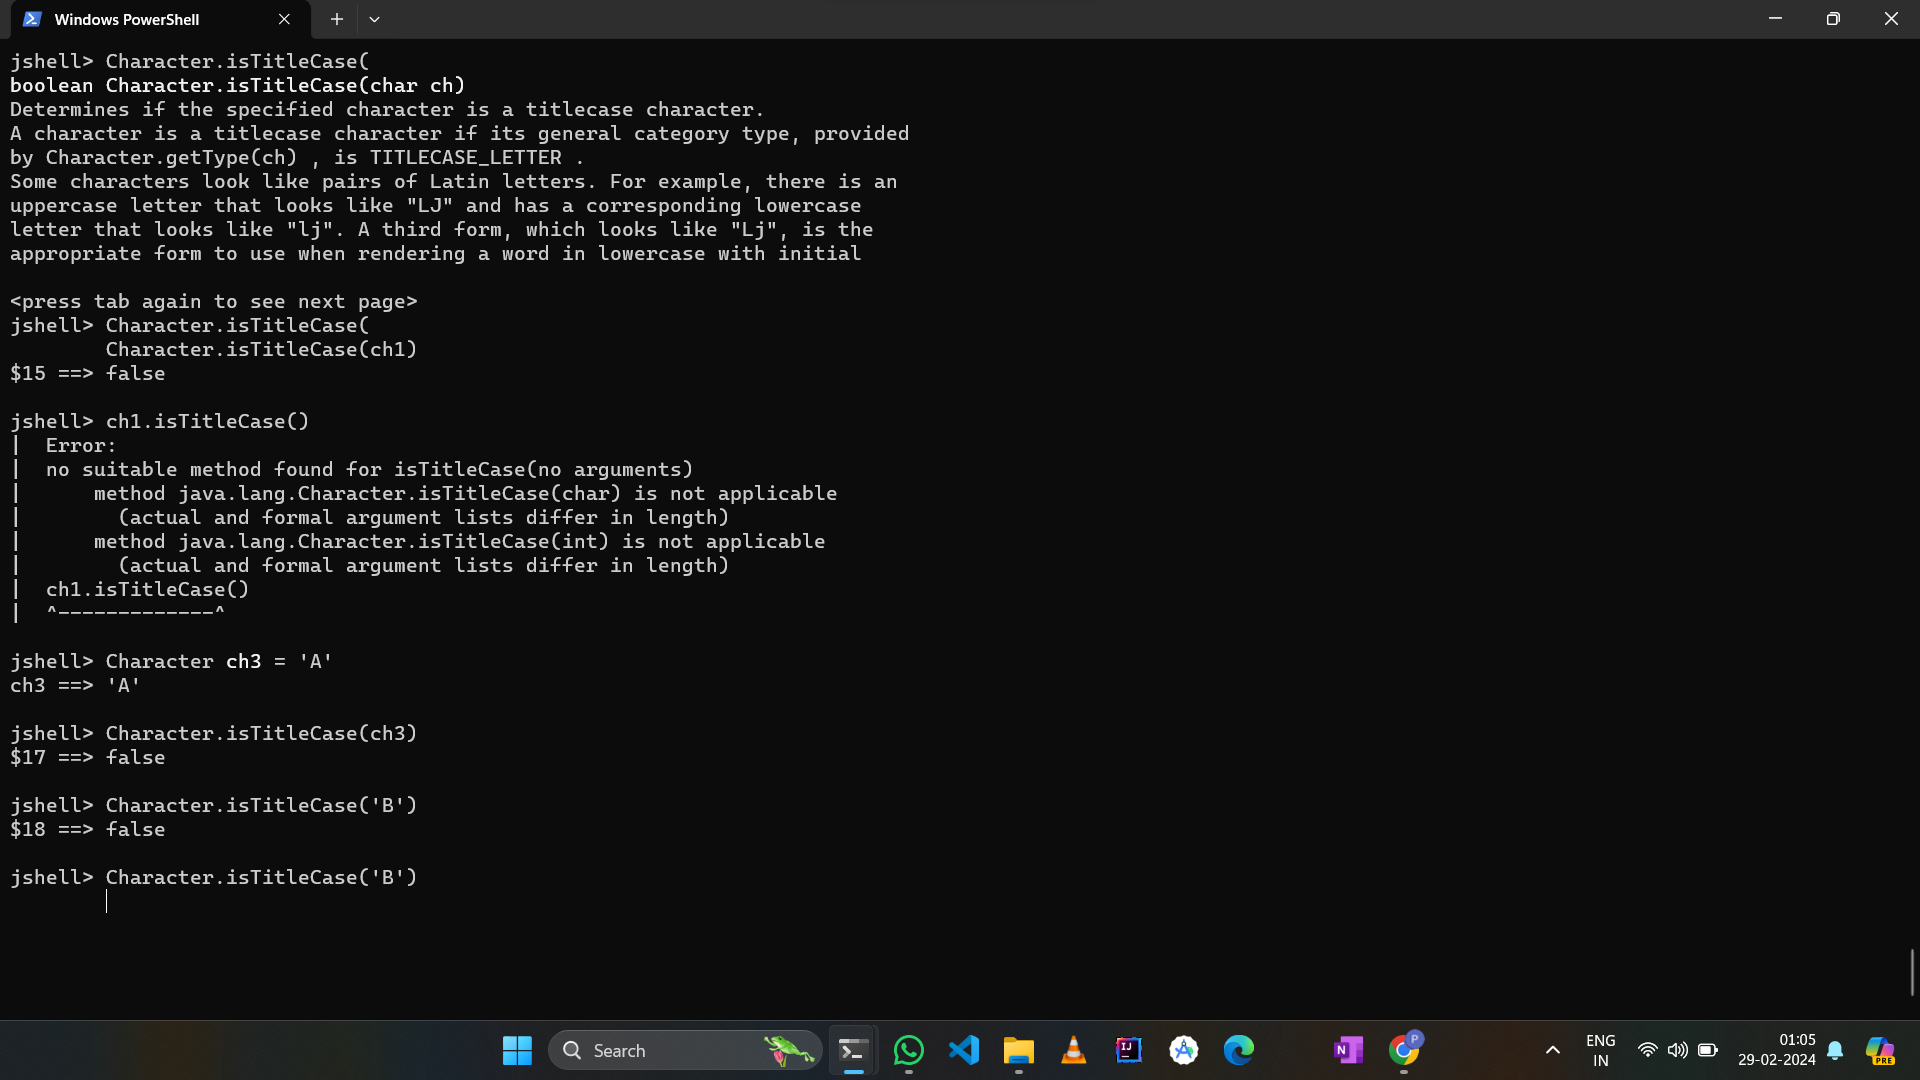 Windows PowerShell
jshell> Character.isTitleCase(
boolean Character.isTitleCase(char ch)
Determines if the specified character is a titlecase character.
A character is a titlecase character if its general category type, provided
by Character.getType(ch) , is TITLECASE_LETTER .
Some characters look like pairs of Latin letters. For example, there is an
uppercase letter that looks like "LJ" and has a corresponding lowercase
letter that looks like "lj". A third form, which looks like "Lj", is the
appropriate form to use when rendering a word in lowercase with initial
<press tab again to see next page>
jshell> Character.isTitleCase(
Character.isTitleCase(ch1)
$15 ==> false
jshell> ch1.isTitleCase()
|  Error:
|  no suitable method found for isTitleCase(no arguments)
|      method java.lang.Character.isTitleCase(char) is not applicable
|        (actual and formal argument lists differ in length)
|      method java.lang.Character.isTitleCase(int) is not applicable
|        (actual and formal argument lists differ in length)
|  ch1.isTitleCase()
|  ^-------------^
jshell> Character ch3 = 'A'
ch3 ==> 'A'
jshell> Character.isTitleCase(ch3)
$17 ==> false
jshell> Character.isTitleCase('B')
$18 ==> false
jshell> Character.isTitleCase('B')
Search
IJ
N
P
ENG
IN
01:05
29-02-2024
PRE